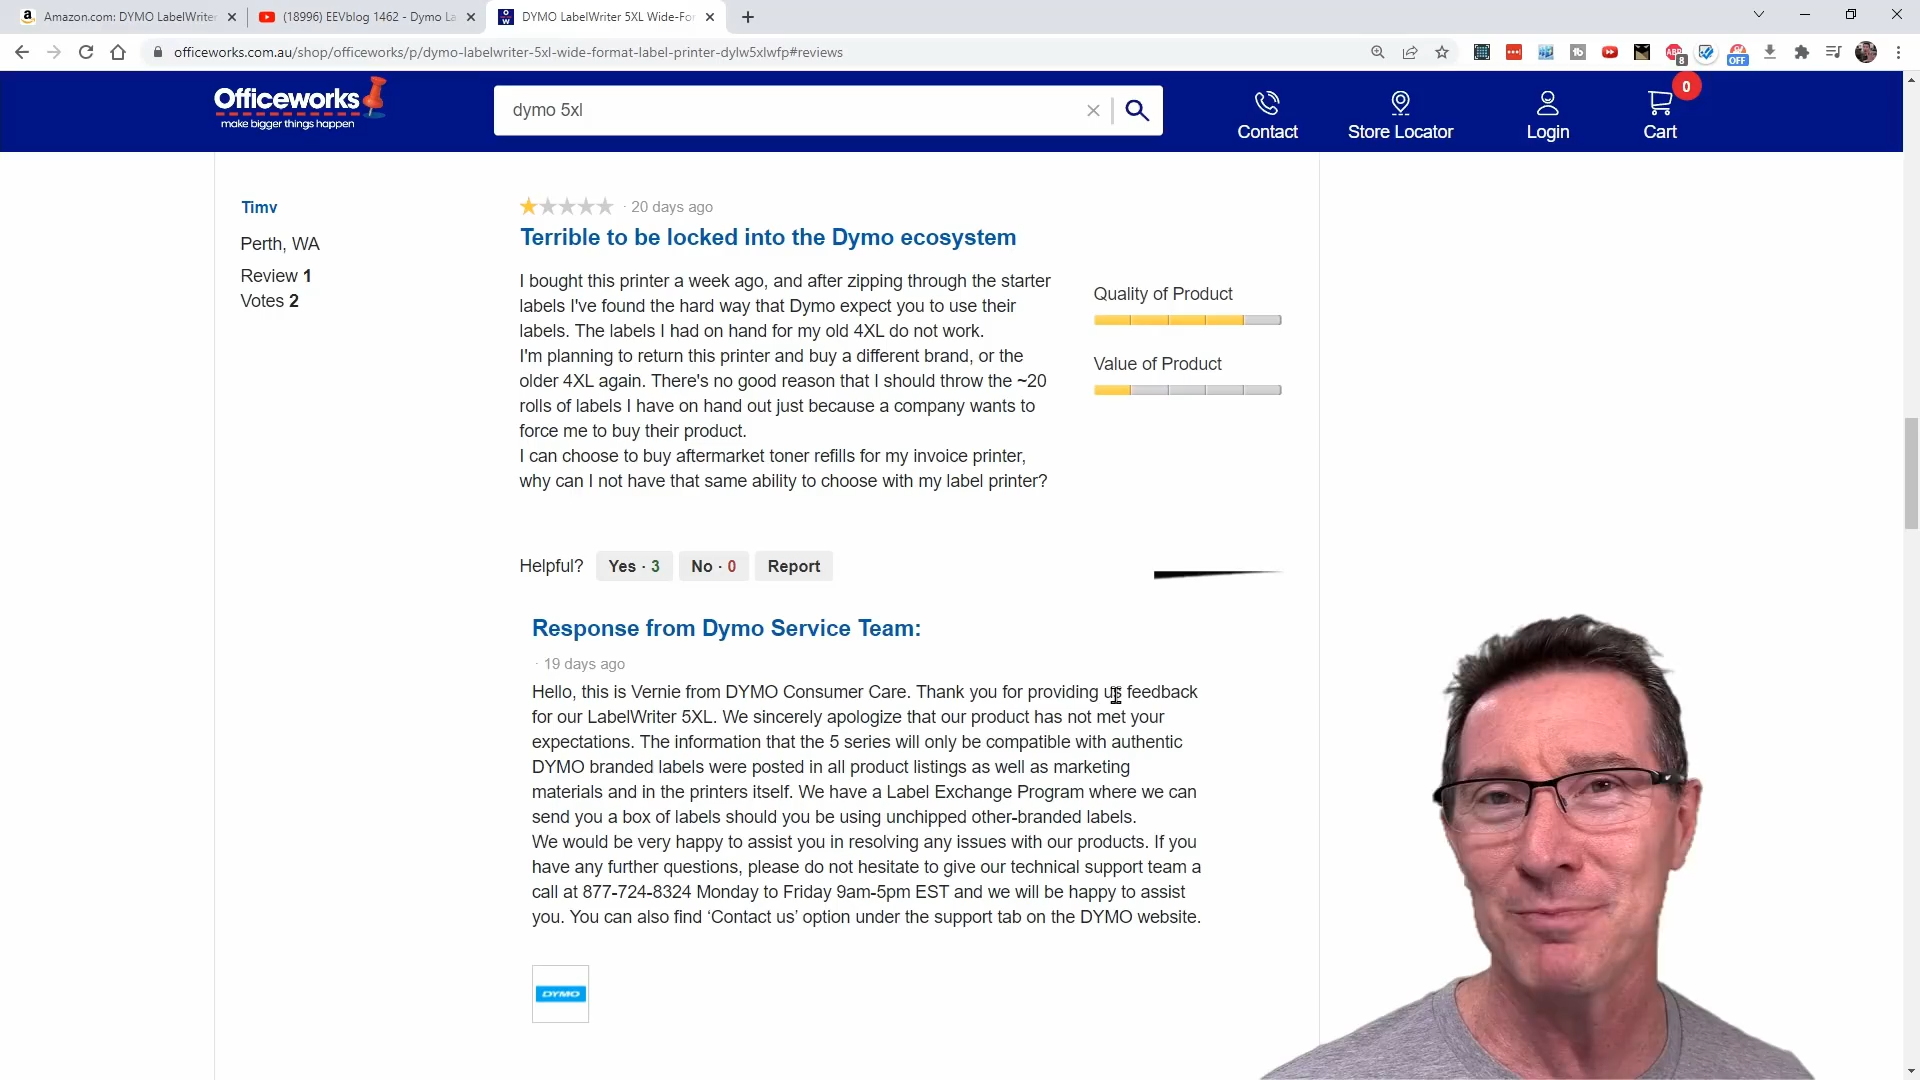 Amazon.com: DYMO LabelWriter
(18996) EEVblog 1462 - Dymo La
DYMO LabelWriter 5XL Wide-For
officeworks.com.au/shop/officeworks/p/dymo-labelwriter-5xl-wide-format-label-printer-dylw5xlwfp#reviews
ABP
8
OFF
Officeworks
make bigger things happen
dymo 5xl
Contact
Store Locator
Login
Cart
0
Timv
Perth, WA
Review 1
Votes 2
· 20 days ago
Terrible to be locked into the Dymo ecosystem
I bought this printer a week ago, and after zipping through the starter
labels I've found the hard way that Dymo expect you to use their
labels. The labels I had on hand for my old 4XL do not work.
I'm planning to return this printer and buy a different brand, or the
older 4XL again. There's no good reason that I should throw the ~20
rolls of labels I have on hand out just because a company wants to
force me to buy their product.
I can choose to buy aftermarket toner refills for my invoice printer,
why can I not have that same ability to choose with my label printer?
Quality of Product
Value of Product
Helpful?
Yes · 3
No · 0
Report
Response from Dymo Service Team:
· 19 days ago
Hello, this is Vernie from DYMO Consumer Care. Thank you for providing us feedback
for our LabelWriter 5XL. We sincerely apologize that our product has not met your
expectations. The information that the 5 series will only be compatible with authentic
DYMO branded labels were posted in all product listings as well as marketing
materials and in the printers itself. We have a Label Exchange Program where we can
send you a box of labels should you be using unchipped other-branded labels.
We would be very happy to assist you in resolving any issues with our products. If you
have any further questions, please do not hesitate to give our technical support team a
call at 877-724-8324 Monday to Friday 9am-5pm EST and we will be happy to assist
you. You can also find ‘Contact us’ option under the support tab on the DYMO website.
DYMO